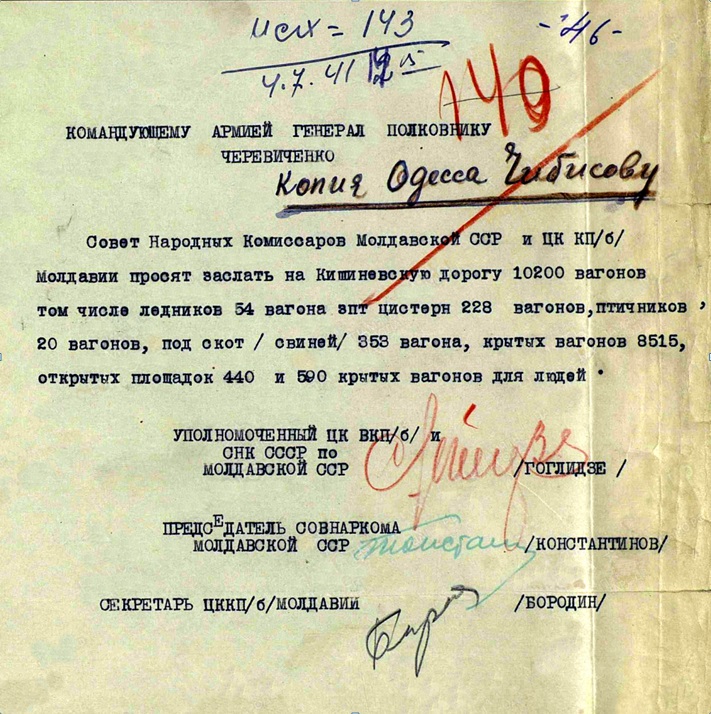 исх = 143
-146-
4.7.41 12 15
140
КОМАНДУЮЩЕМУ АРМИЕЙ ГЕНЕРАЛ ПОЛКОВНИКУ
ЧЕРЕВИЧЕНКО
Копия Одесса Чибисову
Совет Народных Комиссаров Молдавской ССР и ЦК КП/б/
Молдавии просят заслать на Кишиневскую дорогу 10200 вагонов
том числе ледников 54 вагона зпт цистерн 228 вагонов,птичников ,
20 вагонов, под скот / свиней/ 353 вагона, крытых вагонов 8515,
открытых площадок 440 и 590 крытых вагонов для людей .
УПОЛНОМОЧЕННЫЙ ЦК ВКП/б/ и
СНК СССР по
МОЛДАВСКОЙ ССР /ГОГЛИДЗЕ /
ПРЕДСЕДАТЕЛЬ СОВНАРКОМА
МОЛДАВСКОЙ ССР /КОНСТАНТИНОВ/
СЕКРЕТАРЬ ЦККП/б/МОЛДАВИИ /БОРОДИН/